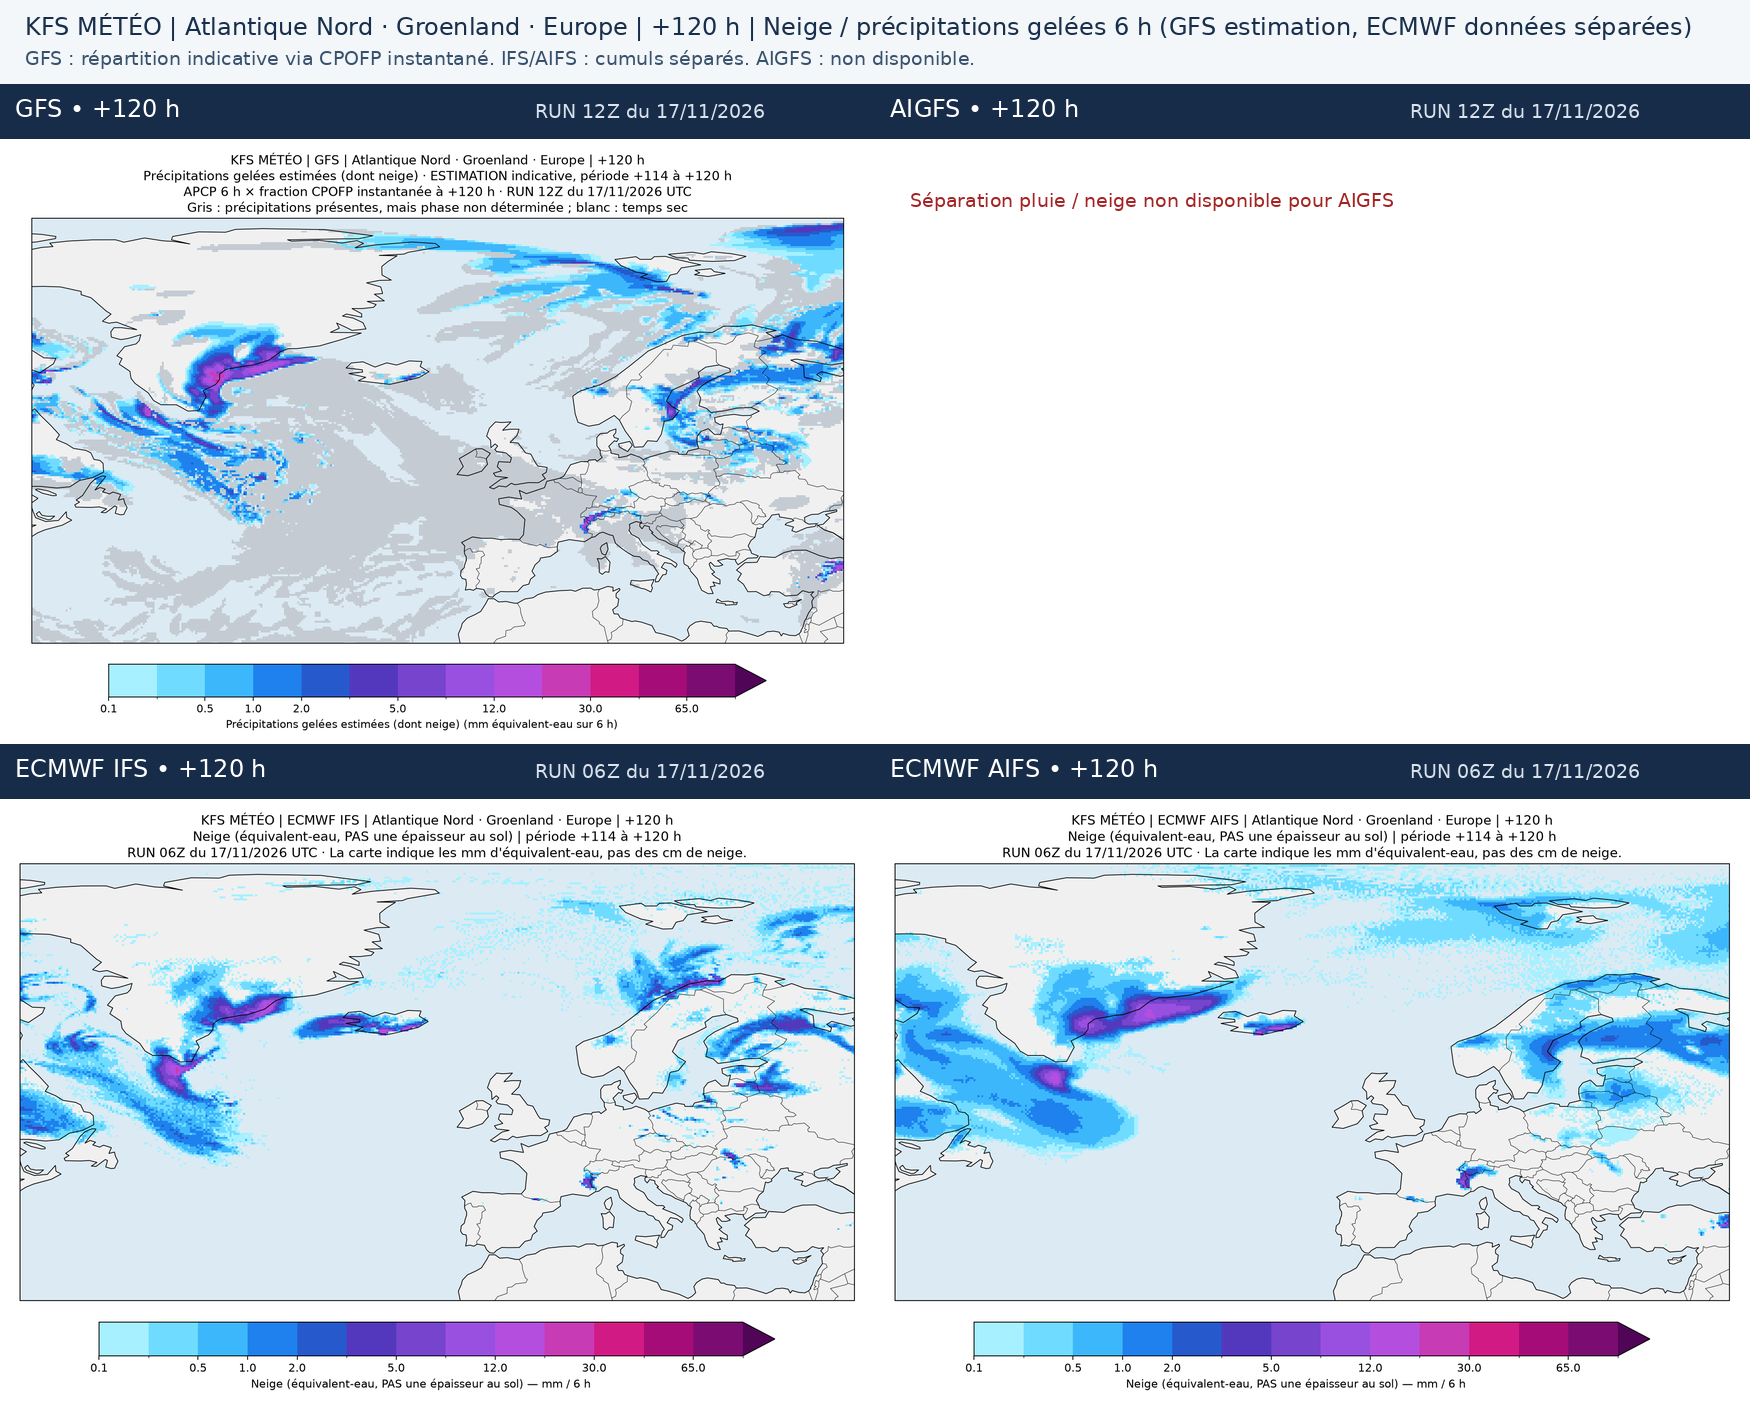 KFS MÉTÉO | Atlantique Nord · Groenland · Europe | +120 h | Neige / précipitations gelées 6 h (GFS estimation, ECMWF données séparées)
GFS : répartition indicative via CPOFP instantané. IFS/AIFS : cumuls séparés. AIGFS : non disponible.
GFS • +120 h
RUN 12Z du 17/11/2026
AIGFS • +120 h
RUN 12Z du 17/11/2026
KFS MÉTÉO | GFS | Atlantique Nord · Groenland · Europe | +120 h
Précipitations gelées estimées (dont neige) · ESTIMATION indicative, période +114 à +120 h
APCP 6 h × fraction CPOFP instantanée à +120 h · RUN 12Z du 17/11/2026 UTC
Gris : précipitations présentes, mais phase non déterminée ; blanc : temps sec
Séparation pluie / neige non disponible pour AIGFS
0.1 0.5 1.0 2.0 5.0 12.0 30.0 65.0
Précipitations gelées estimées (dont neige) (mm équivalent-eau sur 6 h)
ECMWF IFS • +120 h
RUN 06Z du 17/11/2026
ECMWF AIFS • +120 h
RUN 06Z du 17/11/2026
KFS MÉTÉO | ECMWF IFS | Atlantique Nord · Groenland · Europe | +120 h
Neige (équivalent-eau, PAS une épaisseur au sol) | période +114 à +120 h
RUN 06Z du 17/11/2026 UTC · La carte indique les mm d'équivalent-eau, pas des cm de neige.
KFS MÉTÉO | ECMWF AIFS | Atlantique Nord · Groenland · Europe | +120 h
Neige (équivalent-eau, PAS une épaisseur au sol) | période +114 à +120 h
RUN 06Z du 17/11/2026 UTC · La carte indique les mm d'équivalent-eau, pas des cm de neige.
0.1 0.5 1.0 2.0 5.0 12.0 30.0 65.0
Neige (équivalent-eau, PAS une épaisseur au sol) — mm / 6 h
0.1 0.5 1.0 2.0 5.0 12.0 30.0 65.0
Neige (équivalent-eau, PAS une épaisseur au sol) — mm / 6 h